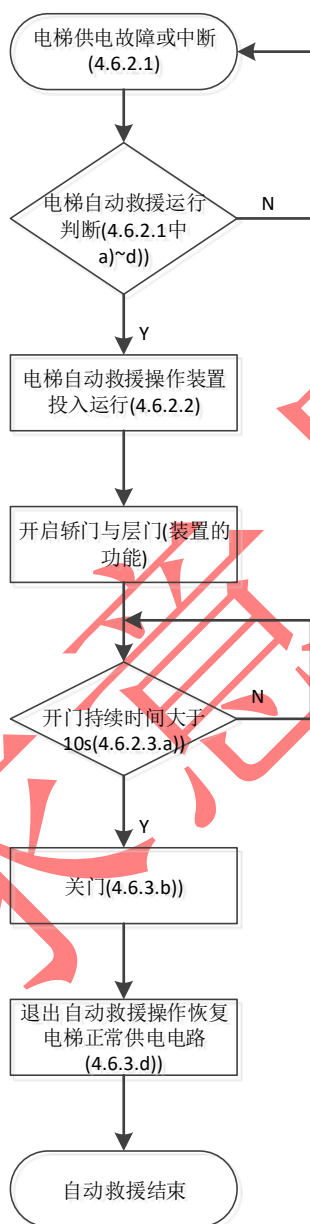 电梯供电故障或中断
(4.6.2.1)
电梯自动救援运行
判断(4.6.2.1中
a)~d))
N
Y
电梯自动救援操作装置
投入运行(4.6.2.2)
开启轿门与层门(装置的
功能)
开门持续时间大于
10s(4.6.2.3.a))
N
Y
关门(4.6.3.b))
退出自动救援操作恢复
电梯正常供电电路
(4.6.3.d))
自动救援结束